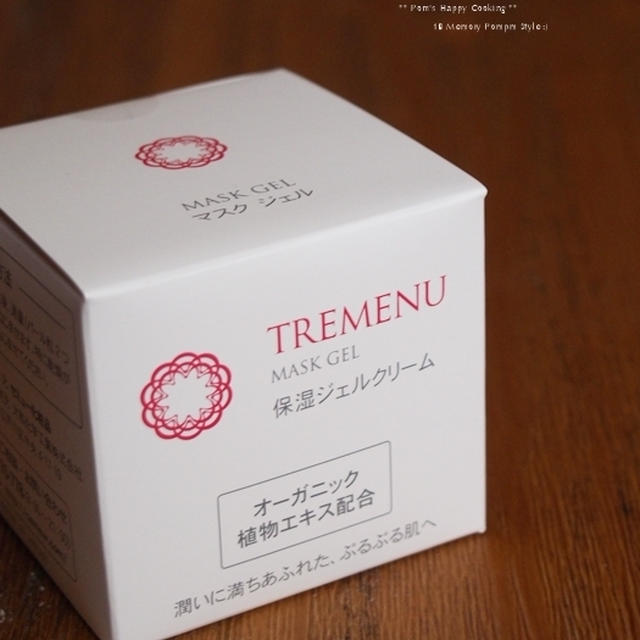 ** Pom's Happy Cooking **
Memory Pompm Style :)
MASK GEL
マスク ジェル
TREMENU
MASK GEL
保湿ジェルクリーム
オーガニック
植物エキス配合
潤いに満ちあふれた、ぷるぷる肌へ